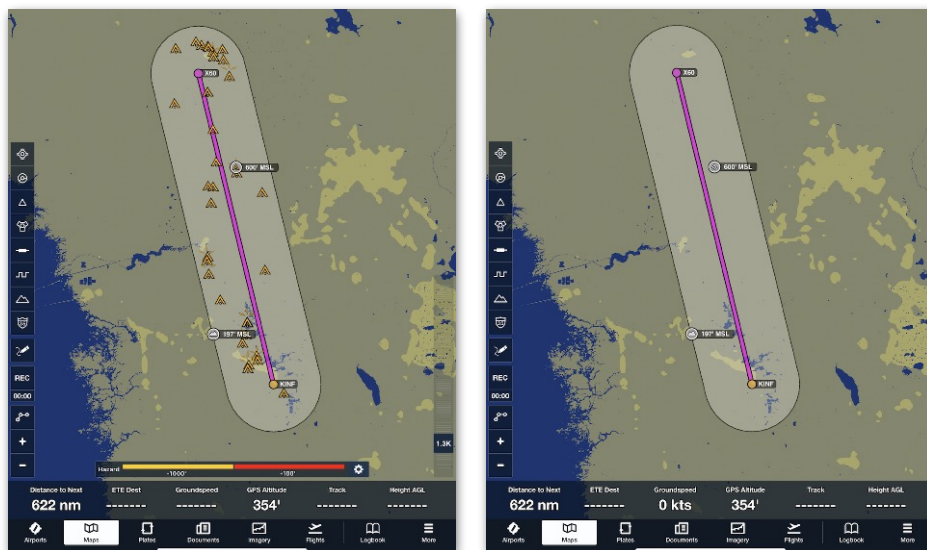 X60
600' MSL
197' MSL
KINF
REC
00:00
1.3K
Hazard
-1000'
-100'
Distance to Next
ETE Dest
Groundspeed
GPS Altitude
Track
Height AGL
622 nm
-------
-------
354'
-------
-------
Airports
Maps
Plates
Documents
Imagery
Flights
Logbook
More
X60
600' MSL
197' MSL
KINF
REC
00:00
Distance to Next
ETE Dest
Groundspeed
GPS Altitude
Track
Height AGL
622 nm
-------
0 kts
354'
-------
-------
Airports
Maps
Plates
Documents
Imagery
Flights
Logbook
More